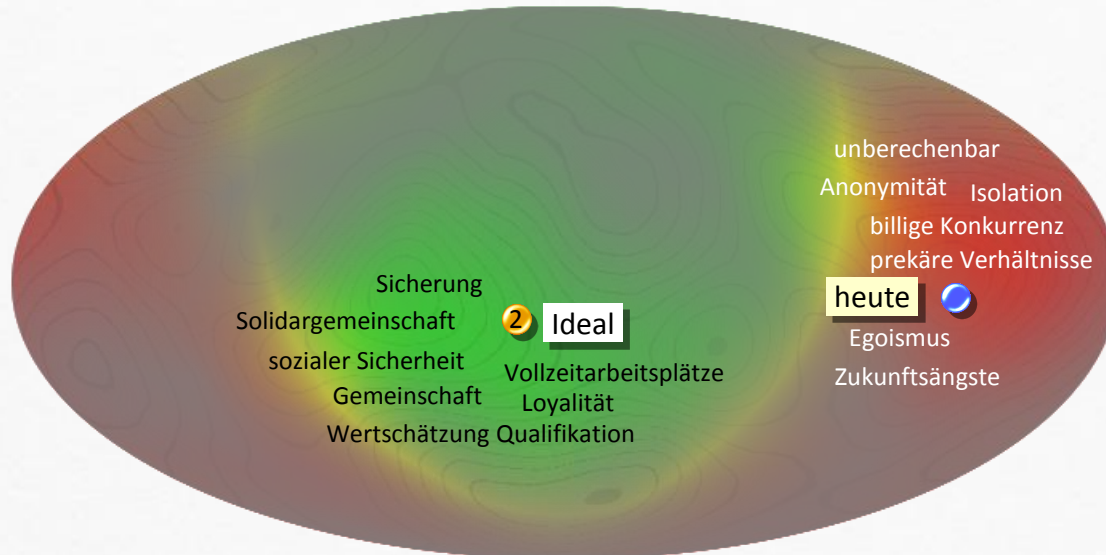 unberechenbar
Anonymität Isolation
billige Konkurrenz
prekäre Verhältnisse
heute
Egoismus
Zukunftsängste
Sicherung
Solidargemeinschaft
2 Ideal
sozialer Sicherheit
Vollzeitarbeitsplätze
Gemeinschaft
Loyalität
Wertschätzung Qualifikation